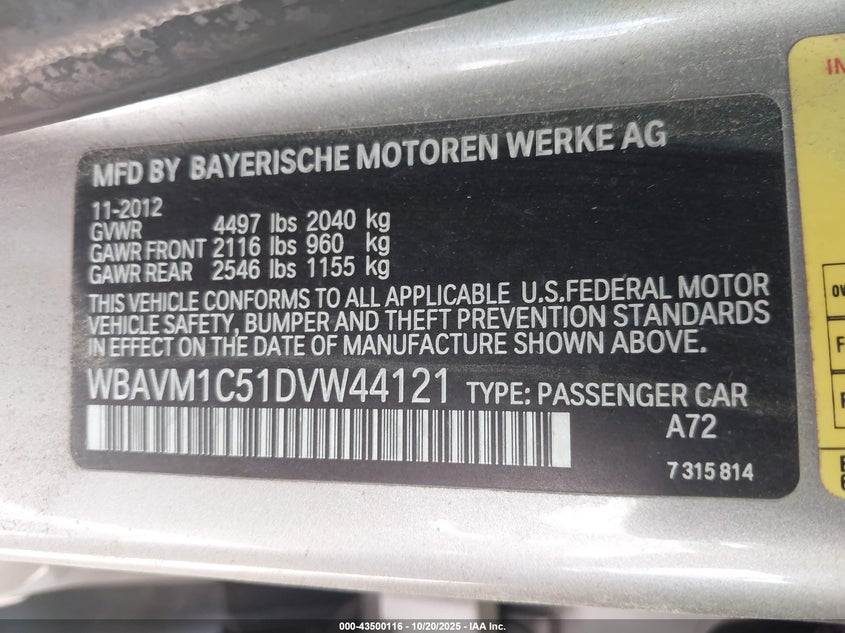 MFD BY BAYERISCHE MOTOREN WERKE AG
11-2012
GVWR 4497 lbs 2040 kg
GAWR FRONT 2116 lbs 960 kg
GAWR REAR 2546 lbs 1155 kg
THIS VEHICLE CONFORMS TO ALL APPLICABLE U.S.FEDERAL MOTOR
VEHICLE SAFETY, BUMPER AND THEFT PREVENTION STANDARDS
IN EFFECT ON THE DATE OF MANUFACTURE SHOWN ABOVE.
WBAVM1C51DVW44121 TYPE: PASSENGER CAR
A72
7 315 814
000-43500116 - 10/20/2025 - IAA Inc.